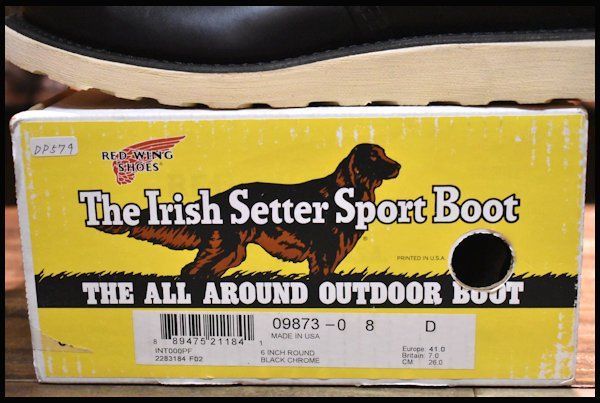 DP579
RED WING
SHOES
The Irish Setter Sport Boot
PRINTED IN U.S.A.
THE ALL AROUND OUTDOOR BOOT
8 89475 21184 1
INT000PF
2283184 F02
09873-0 8 D
MADE IN USA
6 INCH ROUND
BLACK CHROME
Europe: 41.0
Britain: 7.0
CM: 26.0